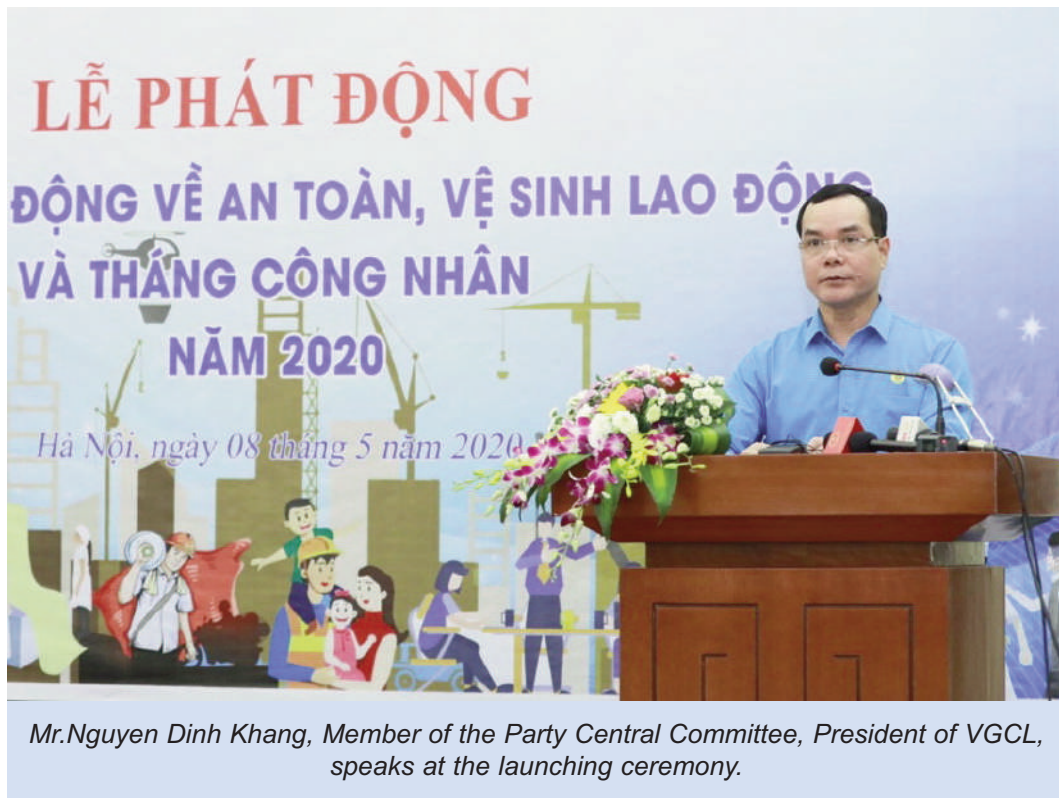 LỄ PHÁT ĐỘNG
ĐỘNG VỀ AN TOÀN, VỆ SINH LAO ĐỘNG
VÀ THÁNG CÔNG NHÂN
NĂM 2020
Hà Nội, ngày 08 tháng 5 năm 2020
Mr.Nguyen Dinh Khang, Member of the Party Central Committee, President of VGCL,
speaks at the launching ceremony.